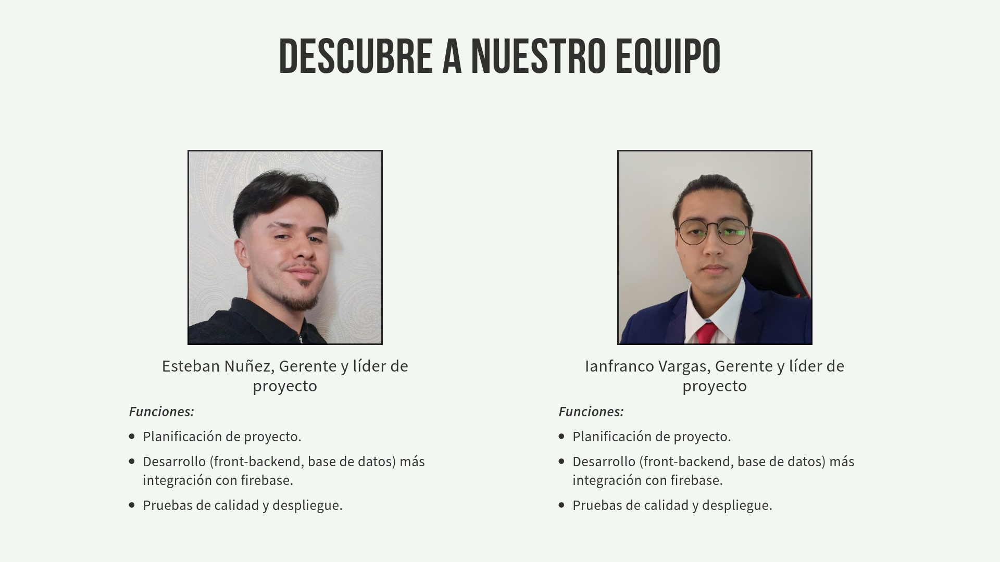 DESCUBRE A NUESTRO EQUIPO
Esteban Nuñez, Gerente y líder de
proyecto
Funciones:
• Planificación de proyecto.
• Desarrollo (front-backend, base de datos) más
integración con firebase.
• Pruebas de calidad y despliegue.
Ianfranco Vargas, Gerente y líder de
proyecto
Funciones:
• Planificación de proyecto.
• Desarrollo (front-backend, base de datos) más
integración con firebase.
• Pruebas de calidad y despliegue.